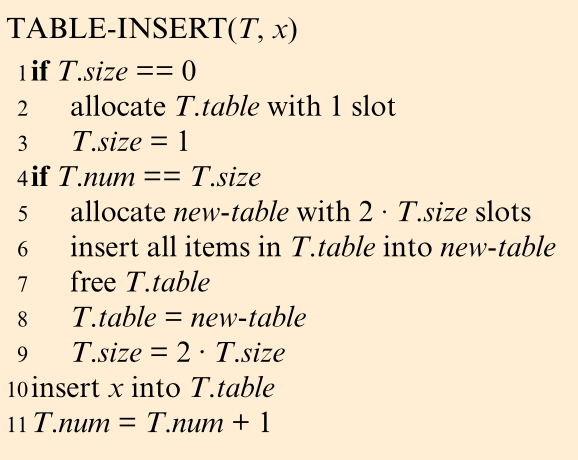 TABLE-INSERT(T, x)
1 if T.size == 0
2 allocate T.table with 1 slot
3 T.size = 1
4 if T.num == T.size
5 allocate new-table with 2 · T.size slots
6 insert all items in T.table into new-table
7 free T.table
8 T.table = new-table
9 T.size = 2 · T.size
10 insert x into T.table
11 T.num = T.num + 1